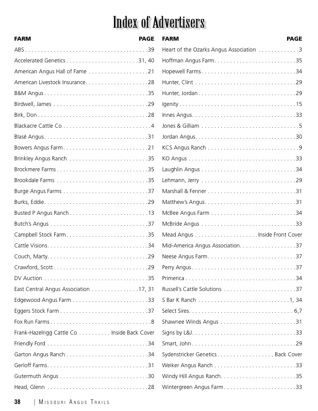 Index of Advertisers
FARM PAGE
ABS . . . . . . . . . . . . . . . . . . . . . . . . . . . . . . . . . . . . .39
Accelerated Genetics . . . . . . . . . . . . . . . . . . . . . .31, 40
American Angus Hall of Fame . . . . . . . . . . . . . . . . . .21
American Livestock Insurance. . . . . . . . . . . . . . . . . . .28
B&M Angus . . . . . . . . . . . . . . . . . . . . . . . . . . . . . . .35
Birdwell, James . . . . . . . . . . . . . . . . . . . . . . . . . . . .29
Birk, Don . . . . . . . . . . . . . . . . . . . . . . . . . . . . . . . . .28
Blackacre Cattle Co . . . . . . . . . . . . . . . . . . . . . . . . . .4
Blasé Angus. . . . . . . . . . . . . . . . . . . . . . . . . . . . . . .31
Bowers Angus Farm . . . . . . . . . . . . . . . . . . . . . . . . .21
Brinkley Angus Ranch . . . . . . . . . . . . . . . . . . . . . . .35
Brockmere Farms . . . . . . . . . . . . . . . . . . . . . . . . . . .35
Brookdale Farms . . . . . . . . . . . . . . . . . . . . . . . . . . .35
Burge Angus Farms . . . . . . . . . . . . . . . . . . . . . . . . .37
Burks, Eddie. . . . . . . . . . . . . . . . . . . . . . . . . . . . . . .29
Busted P Angus Ranch . . . . . . . . . . . . . . . . . . . . . . .13
Butch's Angus . . . . . . . . . . . . . . . . . . . . . . . . . . . . .37
Campbell Stock Farm . . . . . . . . . . . . . . . . . . . . . . . .35
Cattle Visions. . . . . . . . . . . . . . . . . . . . . . . . . . . . . .34
Couch, Marty. . . . . . . . . . . . . . . . . . . . . . . . . . . . . .29
Crawford, Scott . . . . . . . . . . . . . . . . . . . . . . . . . . . .29
DV Auction . . . . . . . . . . . . . . . . . . . . . . . . . . . . . . .35
East Central Angus Association . . . . . . . . . . . . . .17, 31
Edgewood Angus Farm . . . . . . . . . . . . . . . . . . . . . . .33
Eggers Stock Farm . . . . . . . . . . . . . . . . . . . . . . . . . .37
Fox Run Farms . . . . . . . . . . . . . . . . . . . . . . . . . . . . . .8
Frank-Hazelrigg Cattle Co . . . . . . . . . Inside Back Cover
Friendly Ford . . . . . . . . . . . . . . . . . . . . . . . . . . . . . .34
Garton Angus Ranch . . . . . . . . . . . . . . . . . . . . . . . .34
Gerloff Farms . . . . . . . . . . . . . . . . . . . . . . . . . . . . . .31
Gutermuth Angus . . . . . . . . . . . . . . . . . . . . . . . . . .30
Head, Glenn . . . . . . . . . . . . . . . . . . . . . . . . . . . . . .28
FARM PAGE
Heart of the Ozarks Angus Association . . . . . . . . . . . .3
Hoffman Angus Farm. . . . . . . . . . . . . . . . . . . . . . . .35
Hopewell Farms. . . . . . . . . . . . . . . . . . . . . . . . . . . .34
Hunter, Clint . . . . . . . . . . . . . . . . . . . . . . . . . . . . . .29
Hunter, Jordan . . . . . . . . . . . . . . . . . . . . . . . . . . . . .29
Igenity . . . . . . . . . . . . . . . . . . . . . . . . . . . . . . . . . . .15
Innes Angus. . . . . . . . . . . . . . . . . . . . . . . . . . . . . . .33
Jones & Gilliam . . . . . . . . . . . . . . . . . . . . . . . . . . . . .5
Jordan Angus. . . . . . . . . . . . . . . . . . . . . . . . . . . . . .30
KCS Angus Ranch . . . . . . . . . . . . . . . . . . . . . . . . . . .9
KO Angus . . . . . . . . . . . . . . . . . . . . . . . . . . . . . . . .33
Laughlin Angus . . . . . . . . . . . . . . . . . . . . . . . . . . . .34
Lehmann, Jerry . . . . . . . . . . . . . . . . . . . . . . . . . . . .29
Marshall & Fenner . . . . . . . . . . . . . . . . . . . . . . . . . .31
Matthew's Angus. . . . . . . . . . . . . . . . . . . . . . . . . . .31
McBee Angus Farm . . . . . . . . . . . . . . . . . . . . . . . . .34
McBride Angus . . . . . . . . . . . . . . . . . . . . . . . . . . . .33
Mead Angus . . . . . . . . . . . . . . . . . . .Inside Front Cover
Mid-America Angus Association. . . . . . . . . . . . . . . . .37
Neese Angus Farm. . . . . . . . . . . . . . . . . . . . . . . . . .37
Perry Angus. . . . . . . . . . . . . . . . . . . . . . . . . . . . . . .37
Primerica . . . . . . . . . . . . . . . . . . . . . . . . . . . . . . . . .34
Russell's Cattle Solutions . . . . . . . . . . . . . . . . . . . . .37
S Bar K Ranch . . . . . . . . . . . . . . . . . . . . . . . . . . .1, 34
Select Sires. . . . . . . . . . . . . . . . . . . . . . . . . . . . . . .6,7
Shawnee Winds Angus . . . . . . . . . . . . . . . . . . . . . .31
Signs by L&J. . . . . . . . . . . . . . . . . . . . . . . . . . . . . . .33
Smart, John . . . . . . . . . . . . . . . . . . . . . . . . . . . . . . .29
Sydenstricker Genetics . . . . . . . . . . . . . . . . .Back Cover
Weiker Angus Ranch . . . . . . . . . . . . . . . . . . . . . . . .33
Windy Hill Angus Ranch. . . . . . . . . . . . . . . . . . . . . .35
Wintergreen Angus Farm . . . . . . . . . . . . . . . . . . . . .33
38 | Missouri Angus Trails